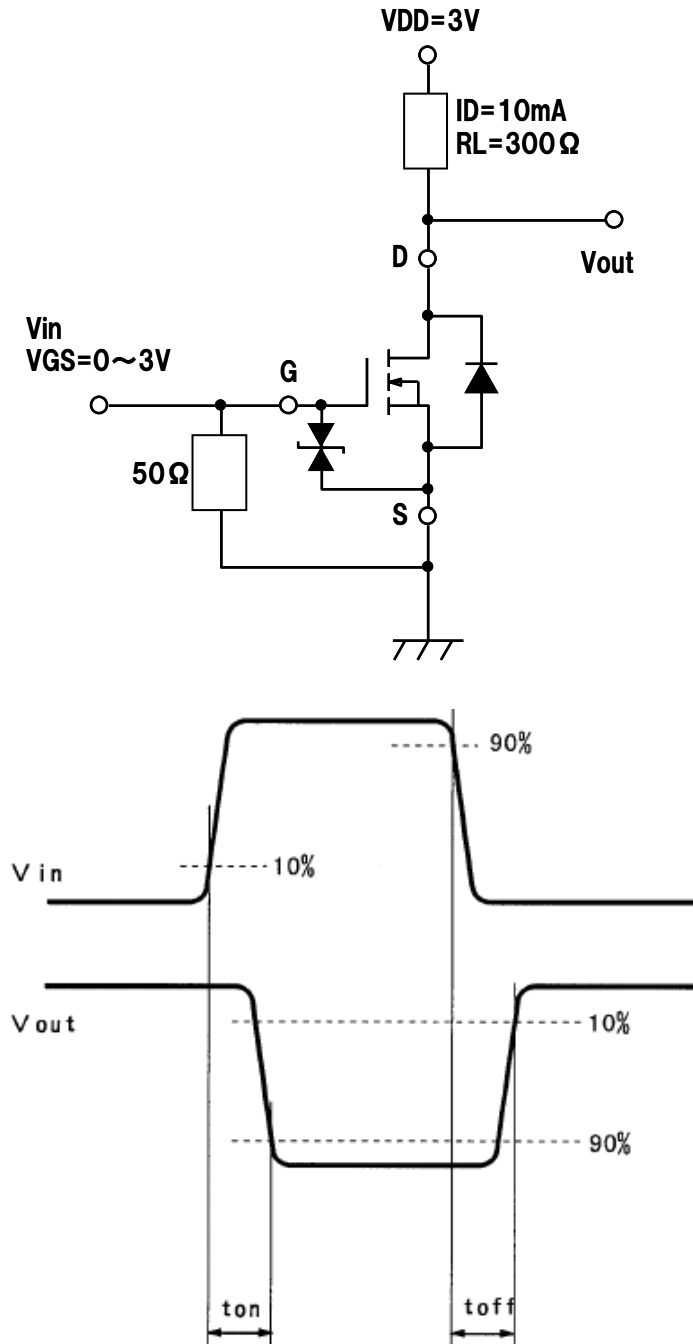 VDD=3V
ID=10mA
RL=300Ω
D
Vout
Vin
VGS=0～3V
G
50Ω
S
90%
Vin
10%
Vout
10%
90%
ton
toff